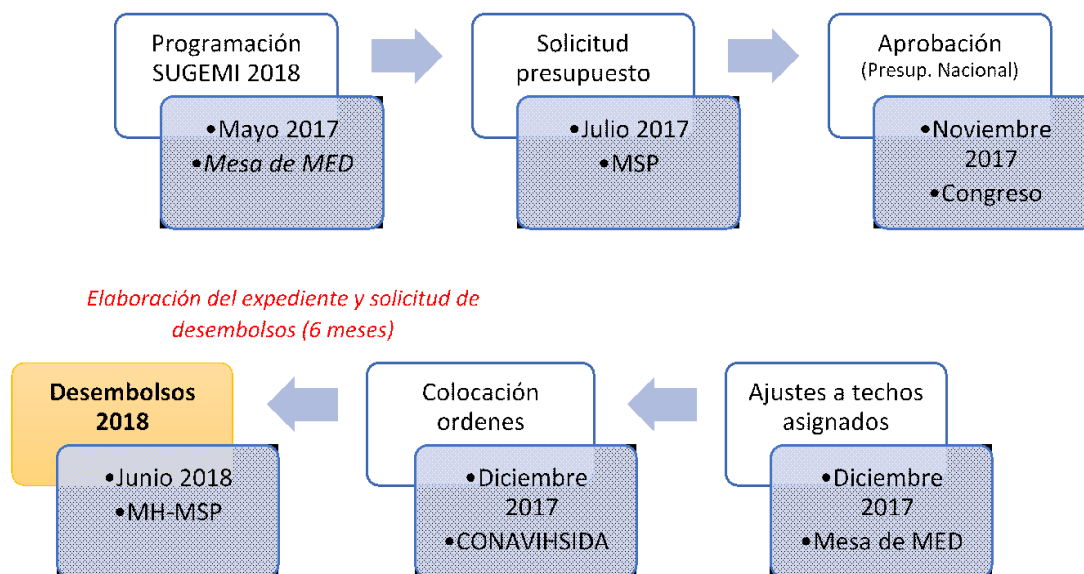 Programación
SUGEMI 2018
•Mayo 2017
•Mesa de MED
Solicitud
presupuesto
•Julio 2017
•MSP
Aprobación
(Presup. Nacional)
•Noviembre
2017
•Congreso
Elaboración del expediente y solicitud de
desembolsos (6 meses)
Desembolsos
2018
•Junio 2018
•MH-MSP
Colocación
ordenes
•Diciembre
2017
•CONAVIHSIDA
Ajustes a techos
asignados
•Diciembre
2017
•Mesa de MED